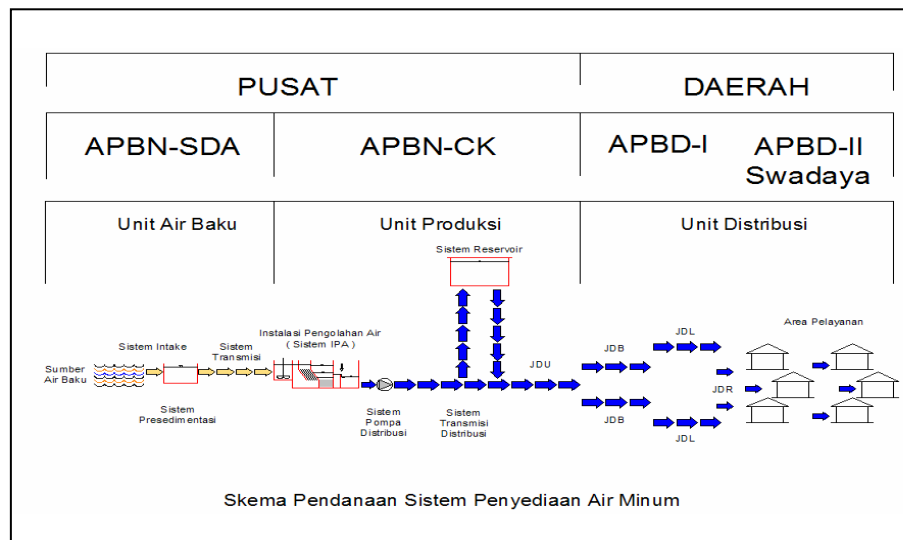 PUSAT
DAERAH
APBN-SDA
APBN-CK
APBD-I
APBD-II
Swadaya
Unit Air Baku
Unit Produksi
Unit Distribusi
Sistem Reservoir
Sumber
Air Baku
Sistem Intake
Sistem
Presedimentasi
Sistem
Transmisi
Instalasi Pengolahan Air
( Sistem IPA )
Sistem
Pompa
Distribusi
Sistem
Transmisi
Distribusi
JDU
JDB
JDB
JDL
JDL
JDR
Area Pelayanan
Skema Pendanaan Sistem Penyediaan Air Minum